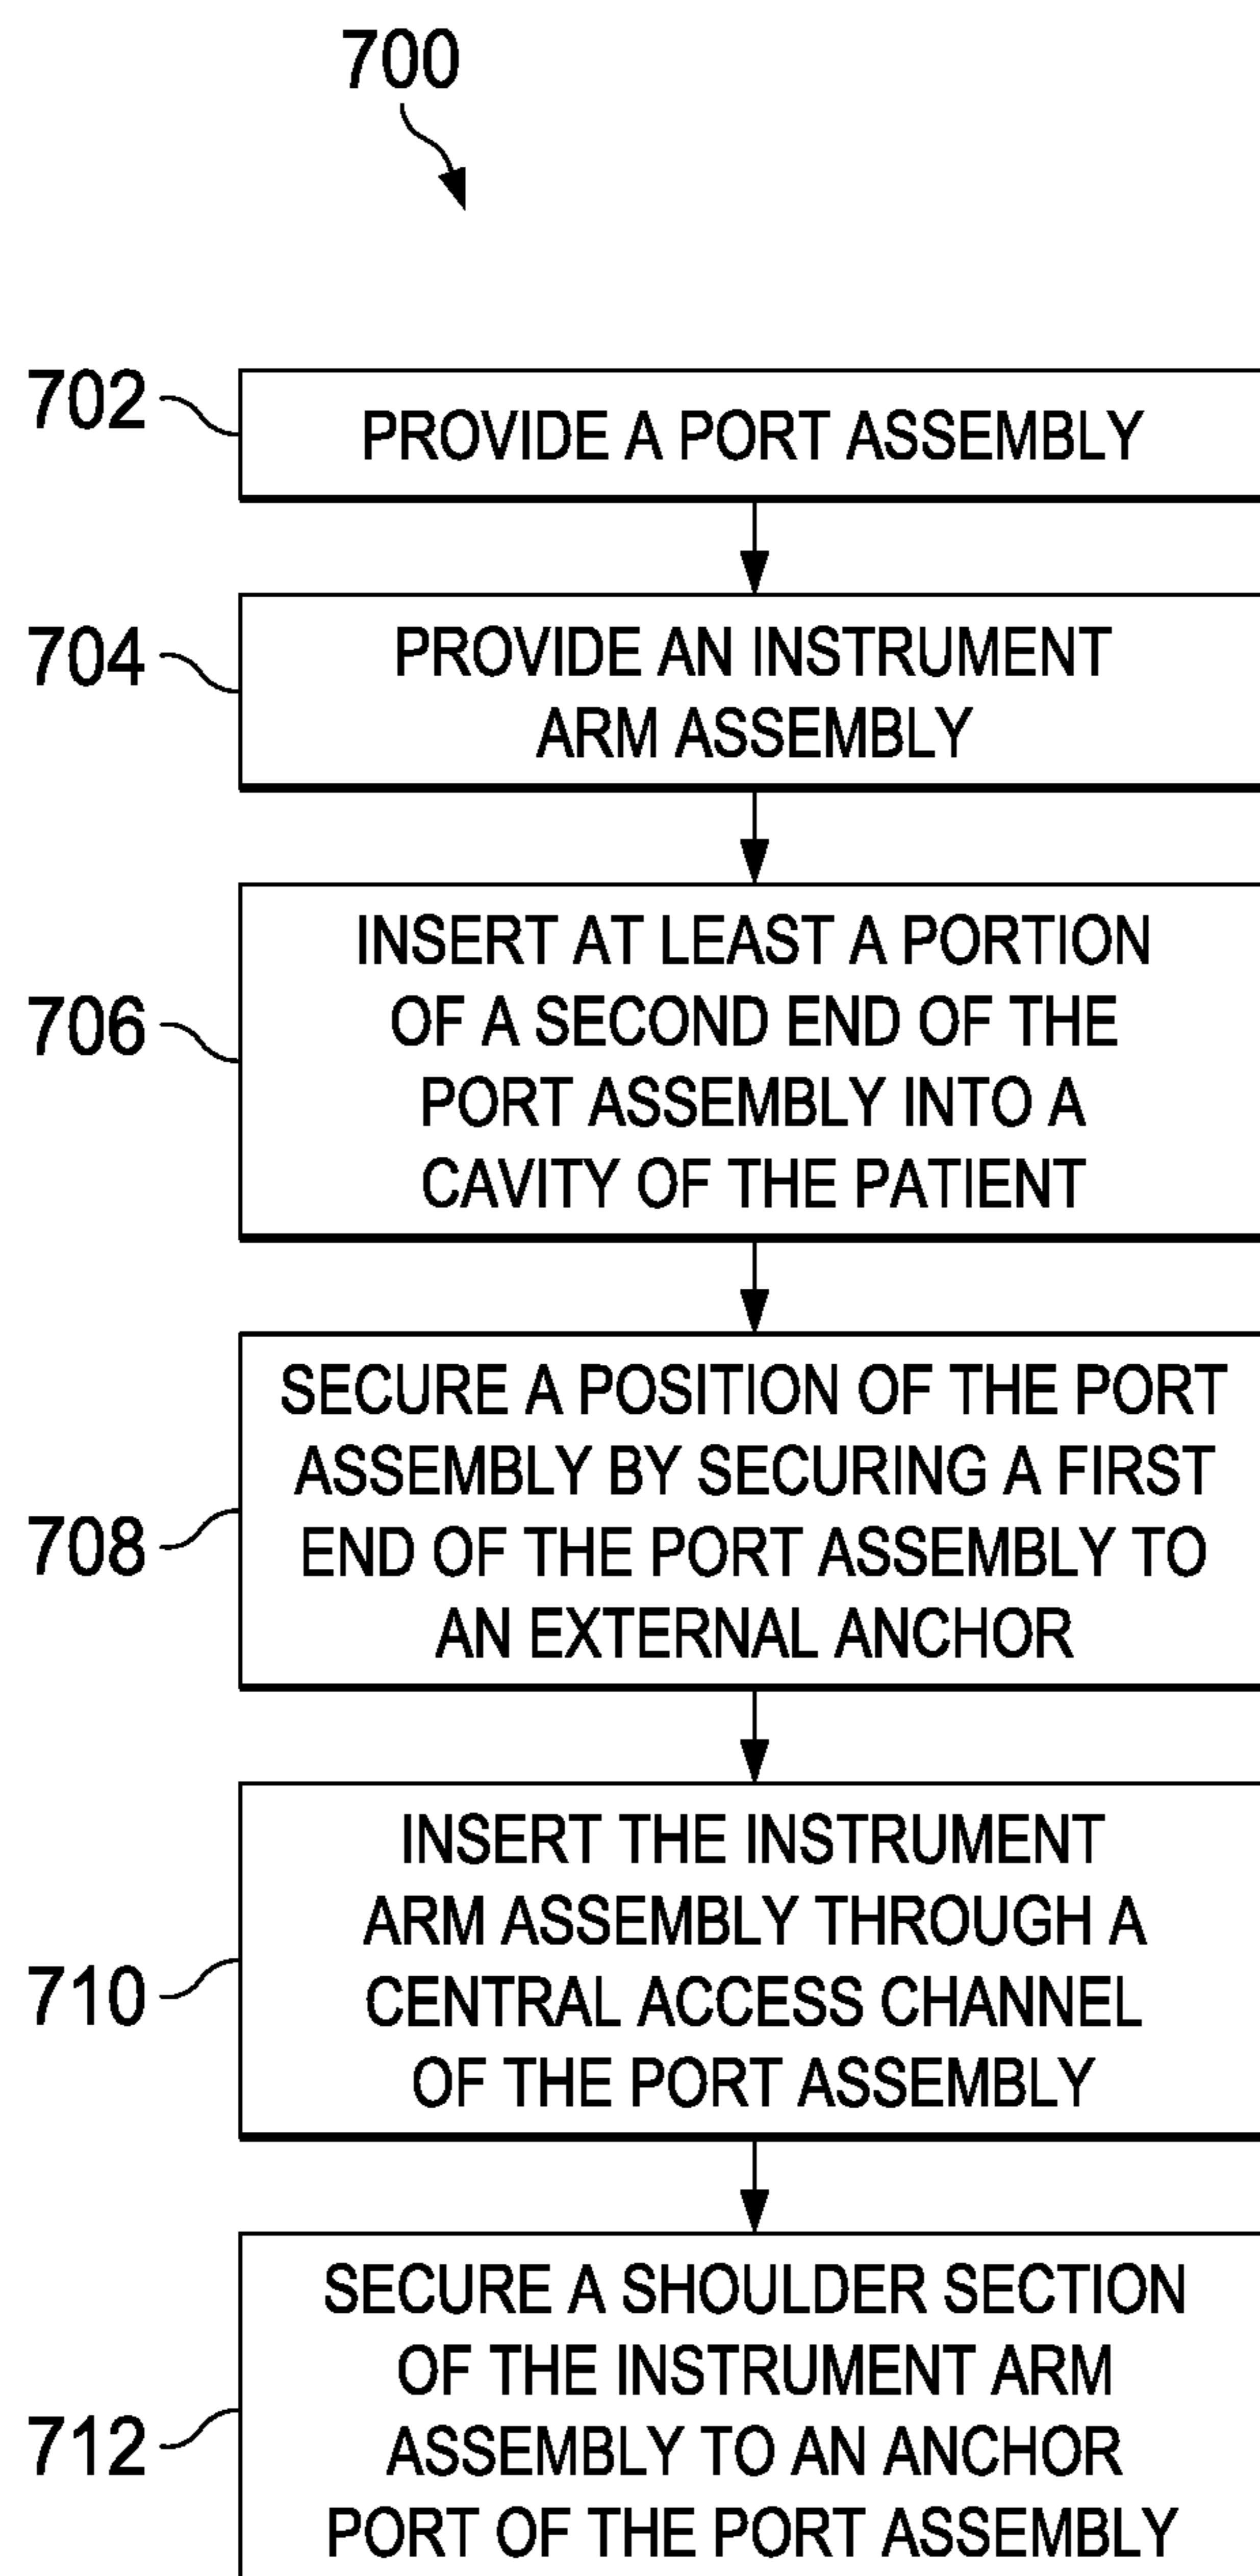 700
702
PROVIDE A PORT ASSEMBLY
704
PROVIDE AN INSTRUMENT
ARM ASSEMBLY
706
INSERT AT LEAST A PORTION
OF A SECOND END OF THE
PORT ASSEMBLY INTO A
CAVITY OF THE PATIENT
708
SECURE A POSITION OF THE PORT
ASSEMBLY BY SECURING A FIRST
END OF THE PORT ASSEMBLY TO
AN EXTERNAL ANCHOR
710
INSERT THE INSTRUMENT
ARM ASSEMBLY THROUGH A
CENTRAL ACCESS CHANNEL
OF THE PORT ASSEMBLY
712
SECURE A SHOULDER SECTION
OF THE INSTRUMENT ARM
ASSEMBLY TO AN ANCHOR
PORT OF THE PORT ASSEMBLY